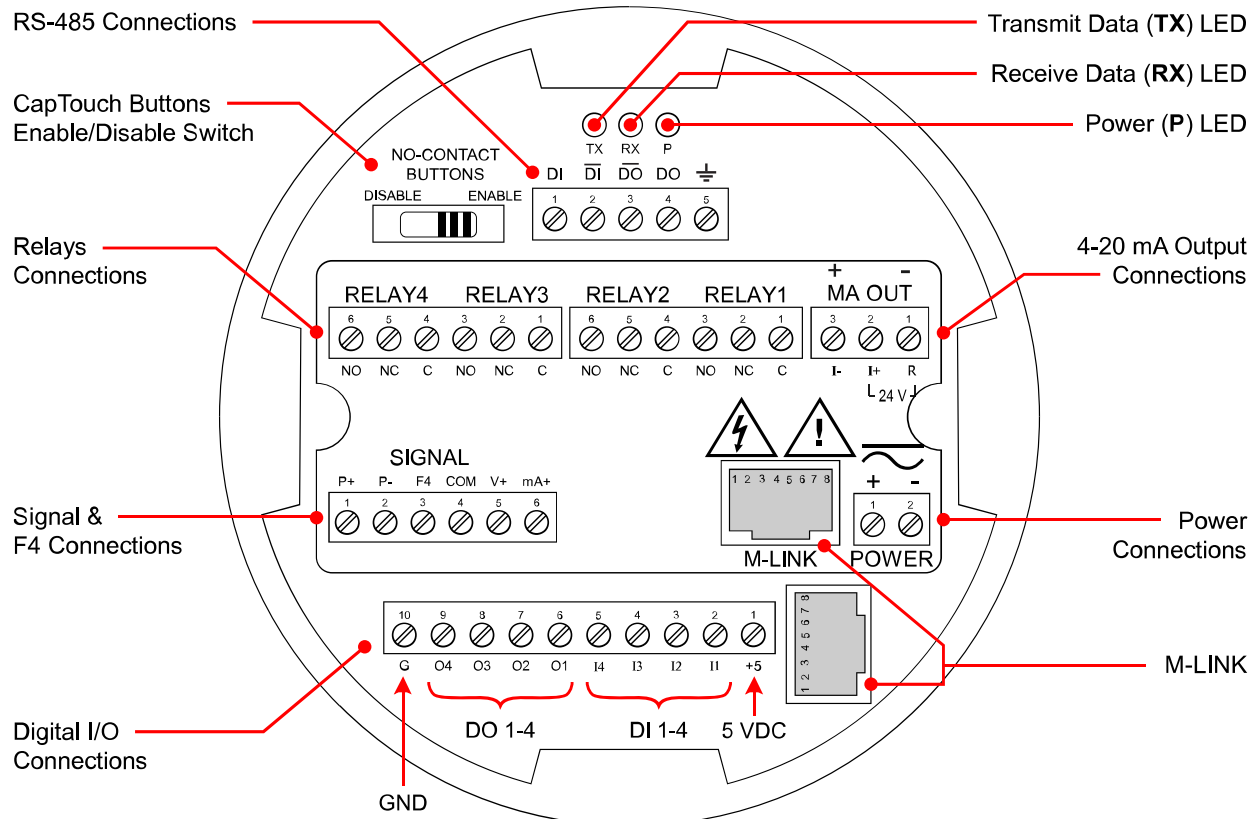 RS-485 Connections
Transmit Data (TX) LED
Receive Data (RX) LED
Power (P) LED
CapTouch Buttons
Enable/Disable Switch
TX RX P
NO-CONTACT
BUTTONS
DISABLE ENABLE
DI D̅I̅ D̅O̅ DO
1 2 3 4 5
Relays
Connections
4-20 mA Output
Connections
+ -
RELAY4 RELAY3 RELAY2 RELAY1 MA OUT
6 5 4 3 2 1 6 5 4 3 2 1 3 2 1
NO NC C NO NC C NO NC C NO NC C I- I+ R
24 V
SIGNAL
P+ P- F4 COM V+ mA+
1 2 3 4 5 6
1 2 3 4 5 6 7 8
M-LINK
+ -
1 2
POWER
Signal &
F4 Connections
Power
Connections
10 9 8 7 6 5 4 3 2 1
G O4 O3 O2 O1 I4 I3 I2 I1 +5
1 2 3 4 5 6 7 8
M-LINK
DO 1-4 DI 1-4 5 VDC
Digital I/O
Connections
GND